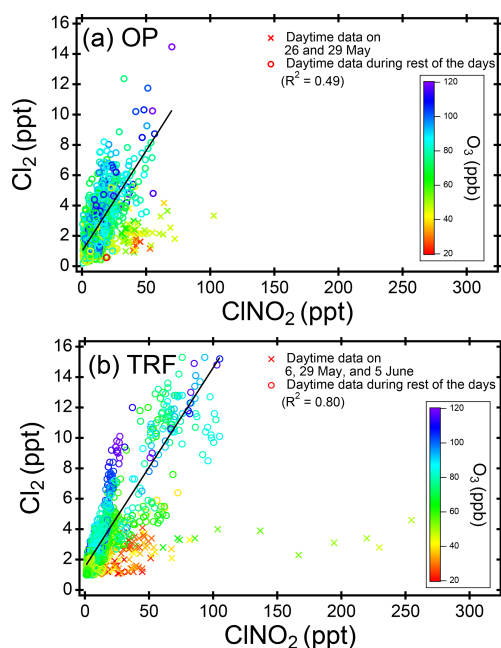 (a) OP
× Daytime data on
26 and 29 May
Daytime data during rest of the days
(R² = 0.49)
16
14
12
10
8
6
4
2
0
Cl₂ (ppt)
120
100
80
60
40
20
O₃ (ppb)
0 50 100 150 200 250 300
ClNO₂ (ppt)
(b) TRF
× Daytime data on
6, 29 May, and 5 June
Daytime data during rest of the days
(R² = 0.80)
16
14
12
10
8
6
4
2
0
Cl₂ (ppt)
120
100
80
60
40
20
O₃ (ppb)
0 50 100 150 200 250 300
ClNO₂ (ppt)